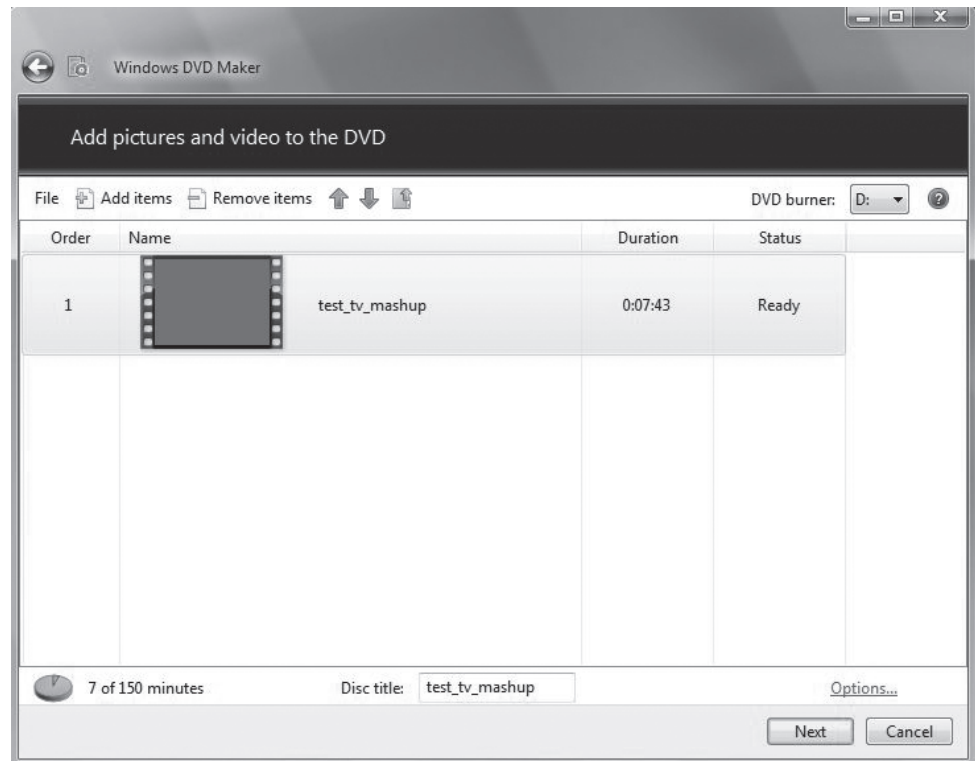 Windows DVD Maker
Add pictures and video to the DVD
File Add items Remove items DVD burner: D:
Order Name Duration Status
1 test_tv_mashup 0:07:43 Ready
7 of 150 minutes Disc title: test_tv_mashup Options...
Next Cancel